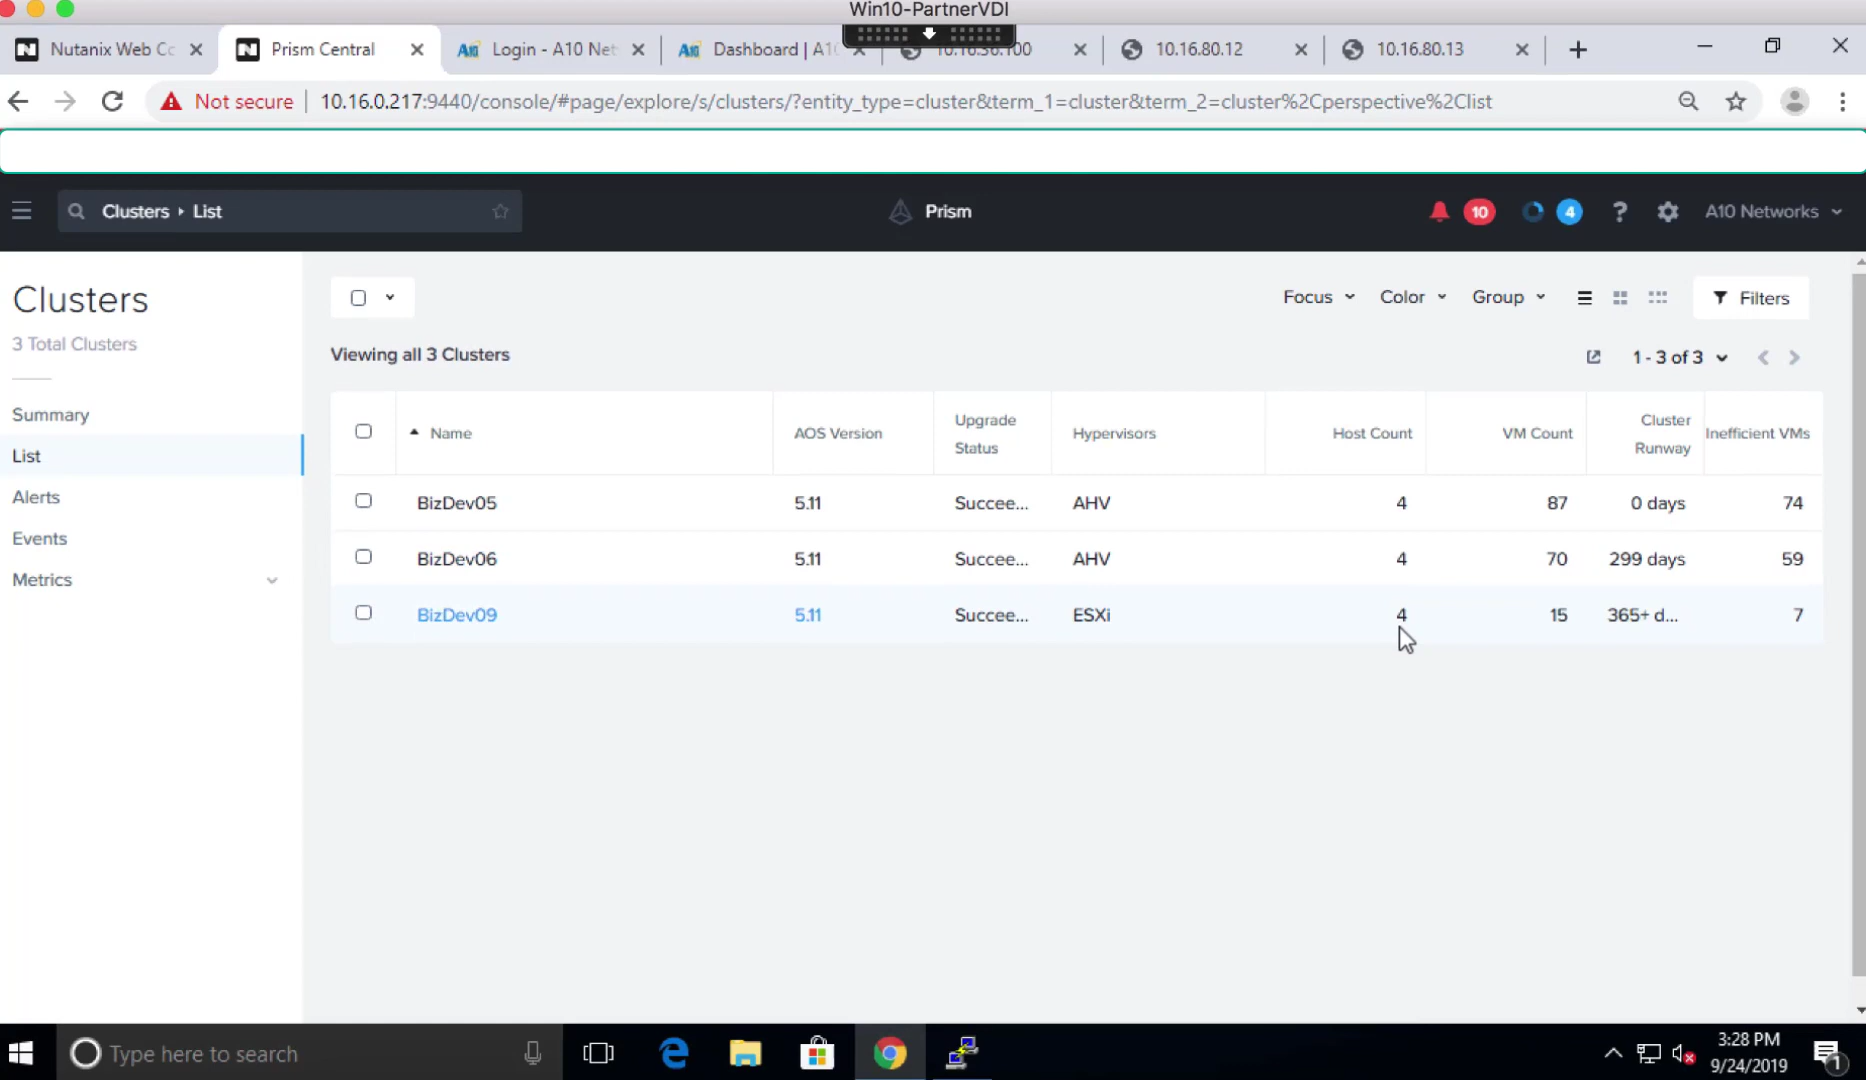 Win10-PartnerVDI
Nutanix Web Cc
Prism Central
Login - A10 Net
Dashboard | A1
10.16.80.12
10.16.80.13
Not secure
10.16.0.217:9440/console/#page/explore/s/clusters/?entity_type=cluster&term_1=cluster&term_2=cluster%2Cperspective%2Clist
Clusters List
Prism
10
4
?
A10 Networks
Clusters
3 Total Clusters
Summary
List
Alerts
Events
Metrics
Focus Color Group Filters
Viewing all 3 Clusters
1 - 3 of 3
Name AOS Version Upgrade Status Hypervisors Host Count VM Count Cluster Runway Inefficient VMs
BizDev05 5.11 Succee... AHV 4 87 0 days 74
BizDev06 5.11 Succee... AHV 4 70 299 days 59
BizDev09 5.11 Succee... ESXi 4 15 365+ d... 7
Type here to search
3:28 PM
9/24/2019
1